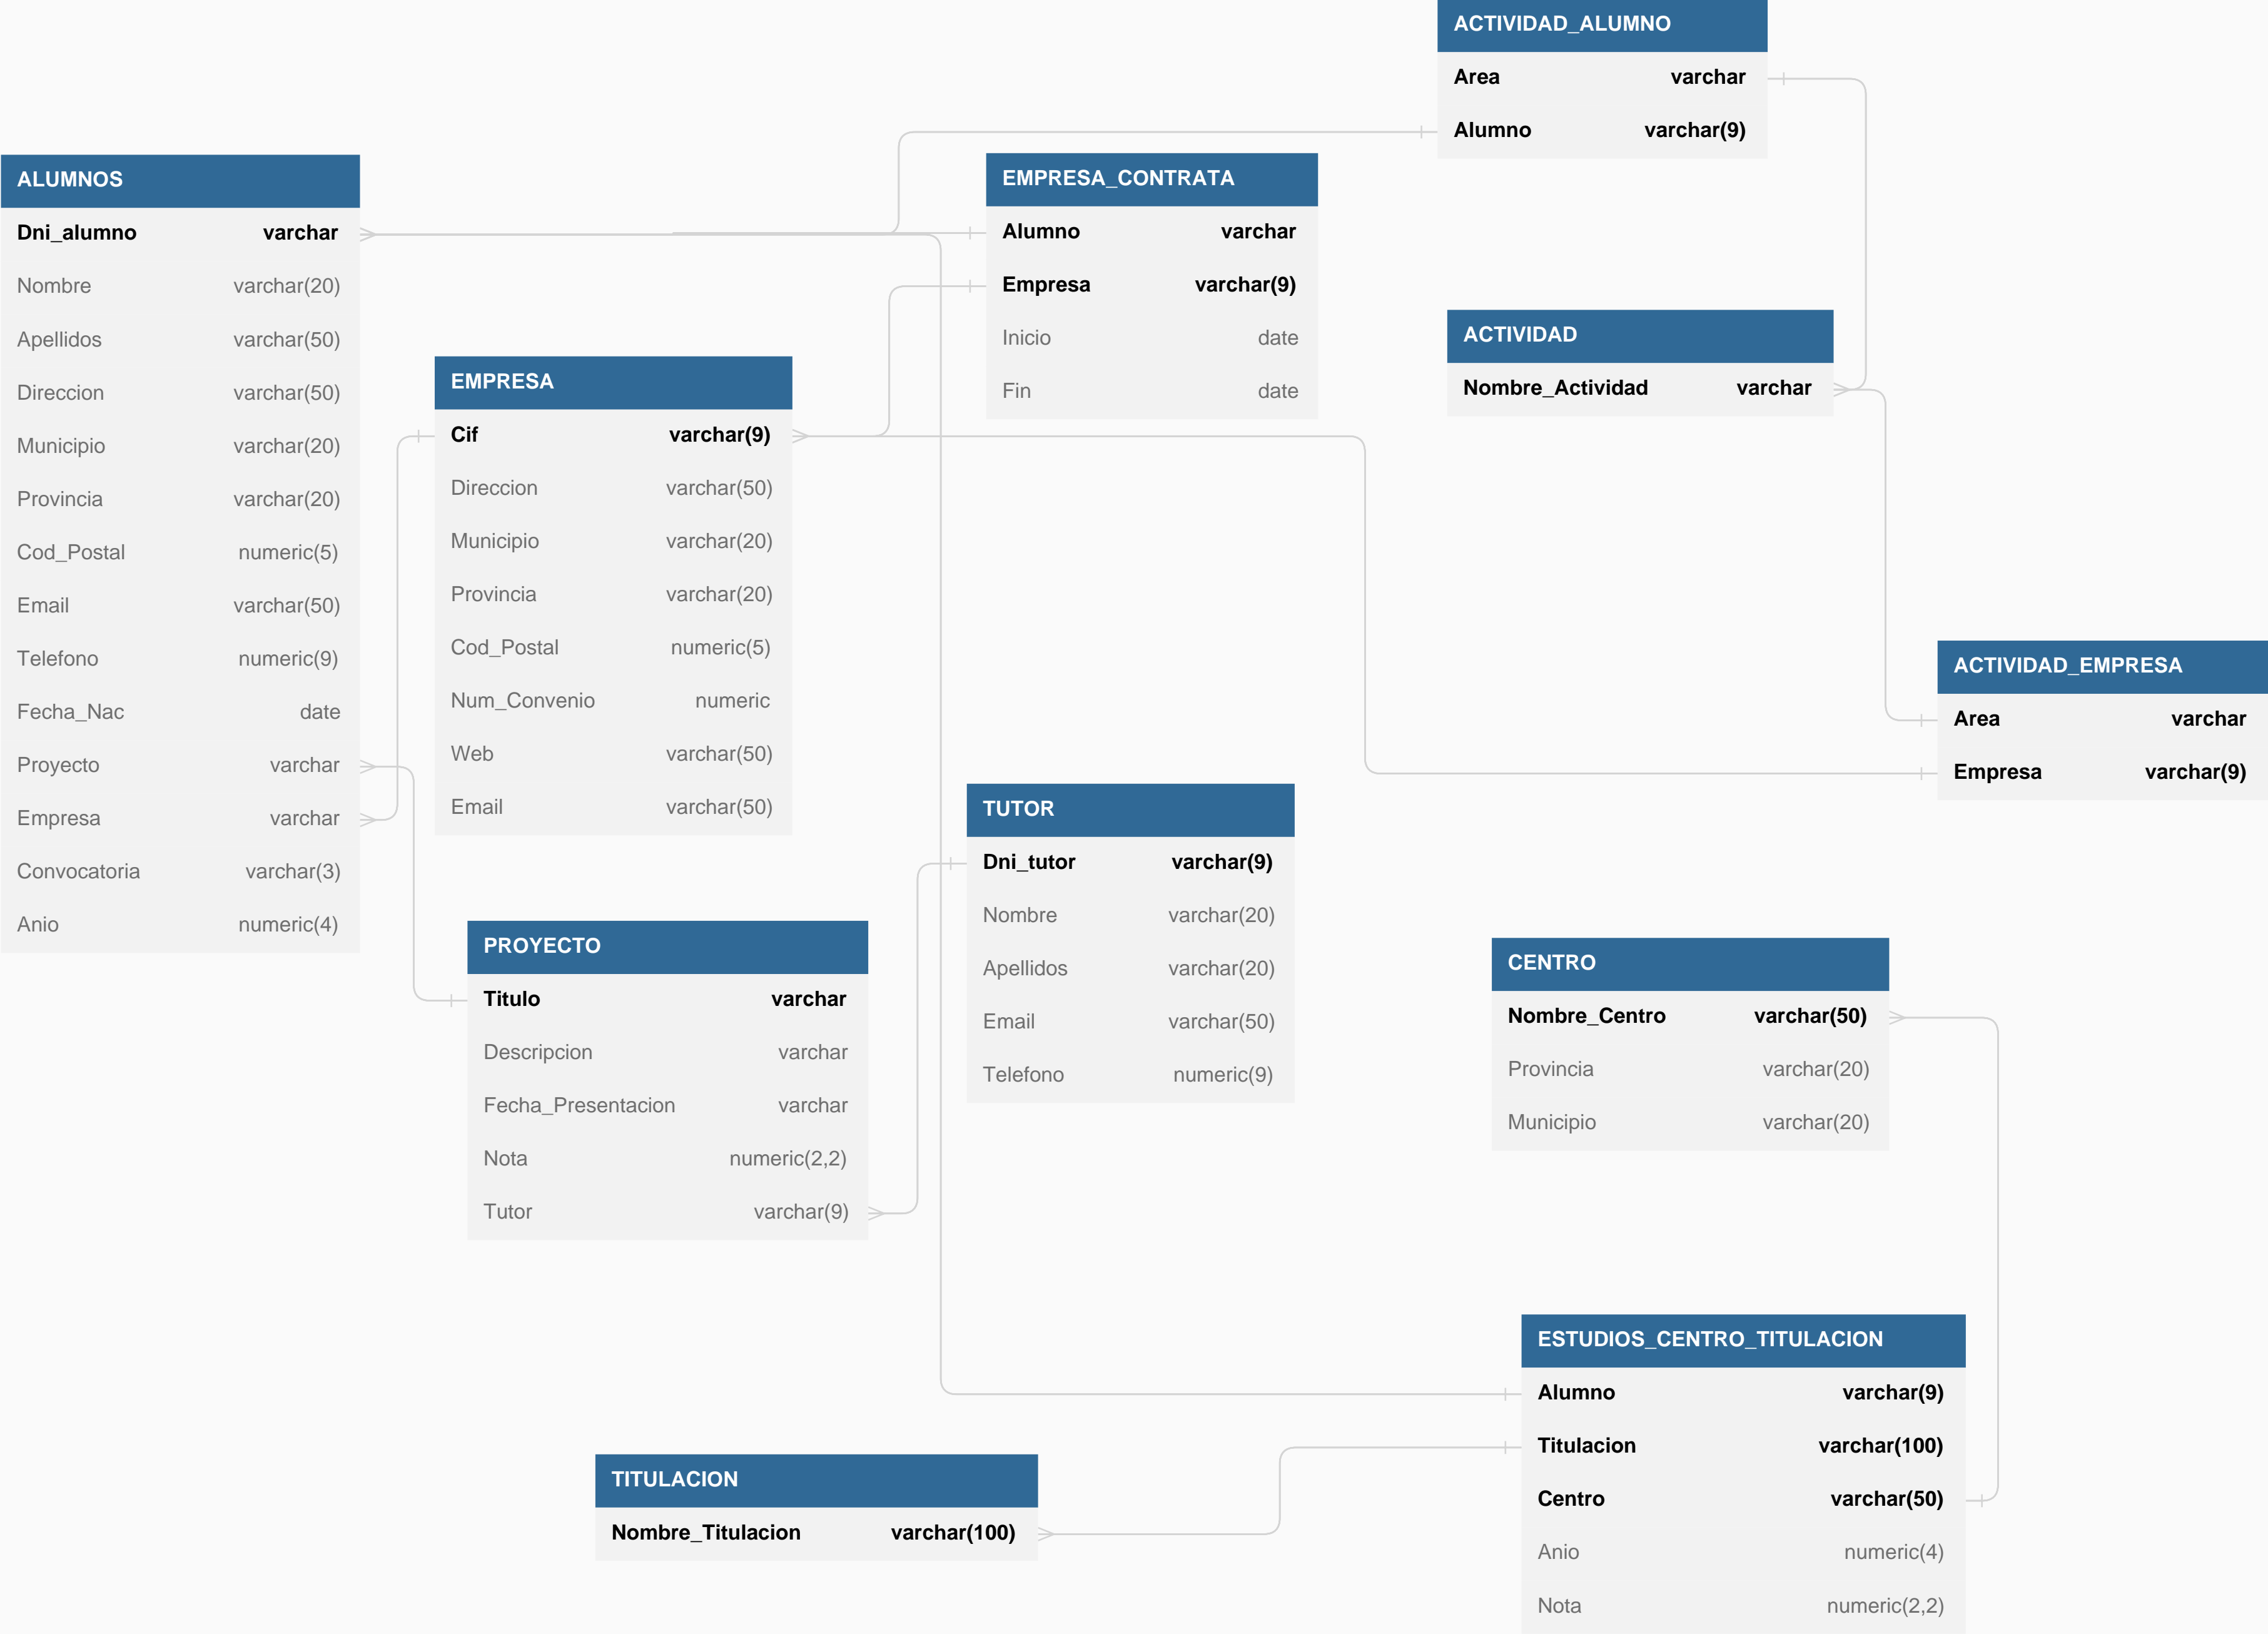 ACTIVIDAD_ALUMNO
Area varchar
Alumno varchar(9)
ALUMNOS
Dni_alumno varchar
Nombre varchar(20)
Apellidos varchar(50)
Direccion varchar(50)
Municipio varchar(20)
Provincia varchar(20)
Cod_Postal numeric(5)
Email varchar(50)
Telefono numeric(9)
Fecha_Nac date
Proyecto varchar
Empresa varchar
Convocatoria varchar(3)
Anio numeric(4)
EMPRESA_CONTRATA
Alumno varchar
Empresa varchar(9)
Inicio date
Fin date
ACTIVIDAD
Nombre_Actividad varchar
EMPRESA
Cif varchar(9)
Direccion varchar(50)
Municipio varchar(20)
Provincia varchar(20)
Cod_Postal numeric(5)
Num_Convenio numeric
Web varchar(50)
Email varchar(50)
ACTIVIDAD_EMPRESA
Area varchar
Empresa varchar(9)
TUTOR
Dni_tutor varchar(9)
Nombre varchar(20)
Apellidos varchar(20)
Email varchar(50)
Telefono numeric(9)
PROYECTO
Titulo varchar
Descripcion varchar
Fecha_Presentacion varchar
Nota numeric(2,2)
Tutor varchar(9)
CENTRO
Nombre_Centro varchar(50)
Provincia varchar(20)
Municipio varchar(20)
ESTUDIOS_CENTRO_TITULACION
Alumno varchar(9)
Titulacion varchar(100)
Centro varchar(50)
Anio numeric(4)
Nota numeric(2,2)
TITULACION
Nombre_Titulacion varchar(100)